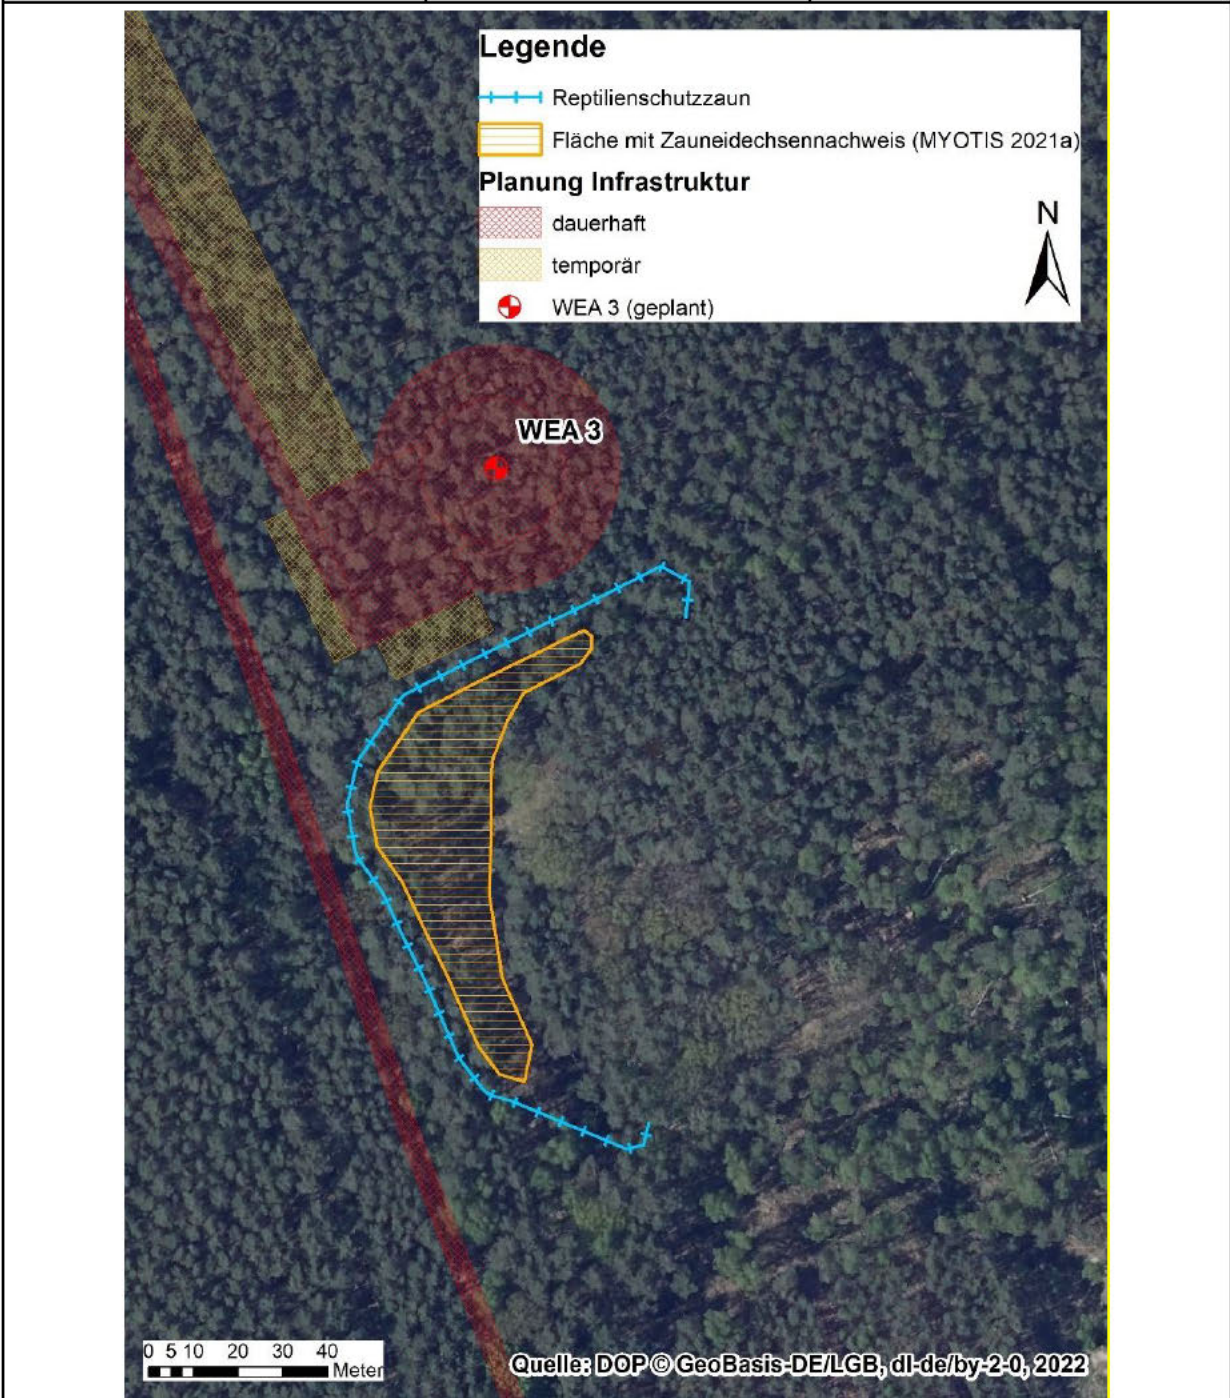 Legende
Reptilienschutzzaun
Fläche mit Zauneidechsennachweis (MYOTIS 2021a)
Planung Infrastruktur
dauerhaft
temporär
WEA 3 (geplant)
N
WEA 3
0 5 10 20 30 40
Meter
Quelle: DOP © GeoBasis-DE/LGB, dl-de/by-2-0, 2022